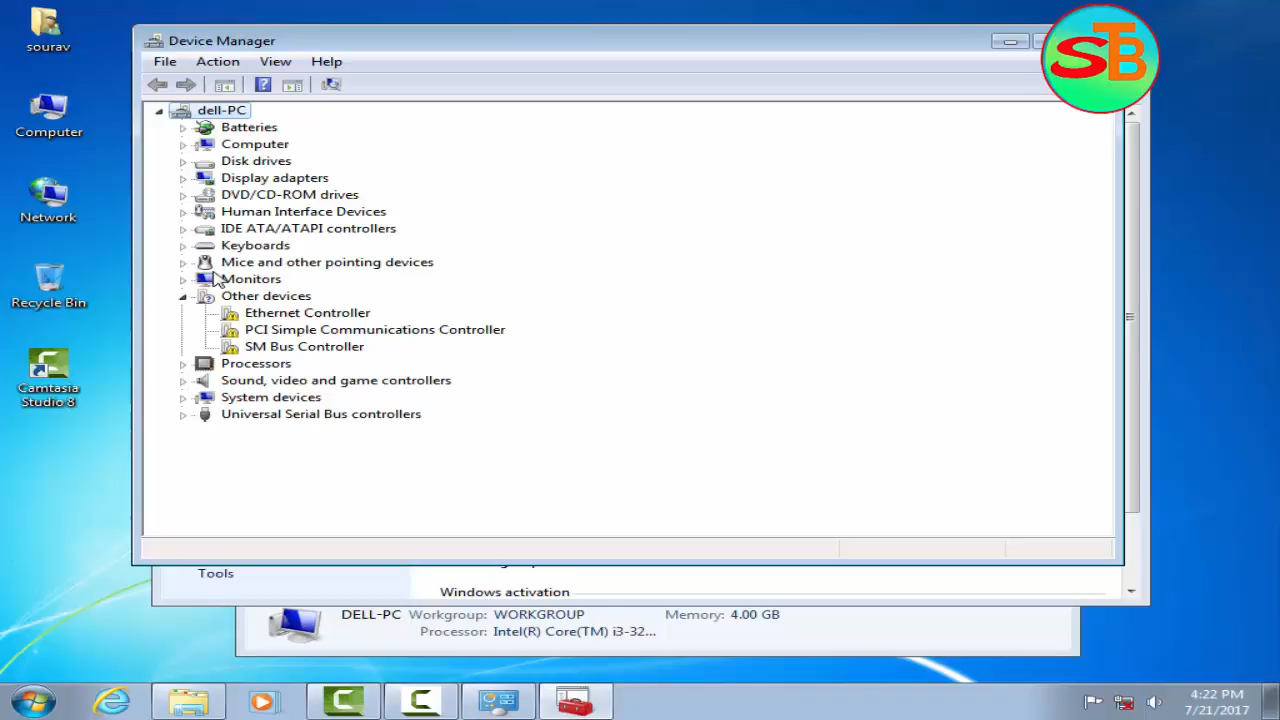 sourav
Computer
Network
Recycle Bin
Camtasia
Studio 8
Device Manager
File Action View Help
STB
dell-PC
Batteries
Computer
Disk drives
Display adapters
DVD/CD-ROM drives
Human Interface Devices
IDE ATA/ATAPI controllers
Keyboards
Mice and other pointing devices
Monitors
Other devices
Ethernet Controller
PCI Simple Communications Controller
SM Bus Controller
Processors
Sound, video and game controllers
System devices
Universal Serial Bus controllers
Tools
Windows activation
DELL-PC Workgroup: WORKGROUP Memory: 4.00 GB
Processor: Intel(R) Core(TM) i3-32...
4:22 PM
7/21/2017